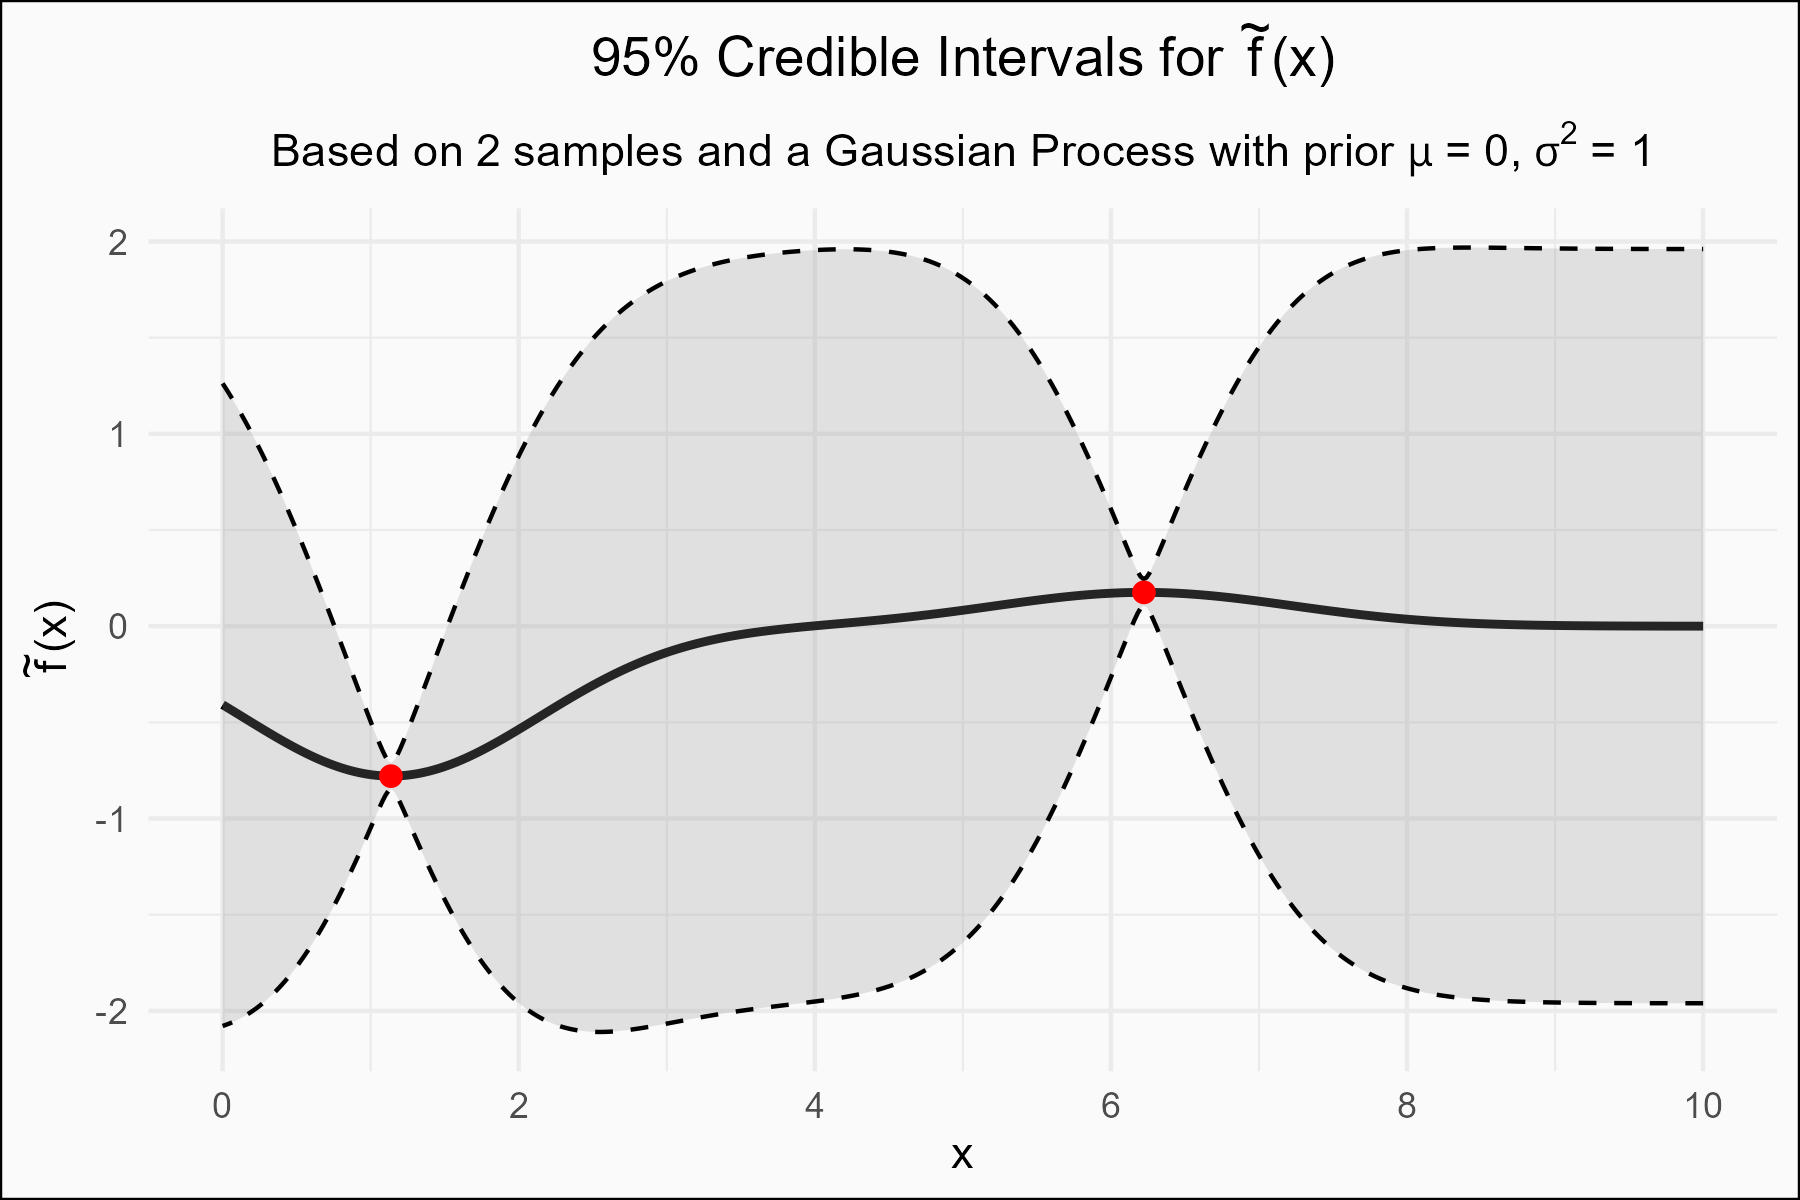 95% Credible Intervals for f̃(x)
Based on 2 samples and a Gaussian Process with prior μ = 0, σ² = 1
f̃(x)
2
1
0
-1
-2
0 2 4 6 8 10
x